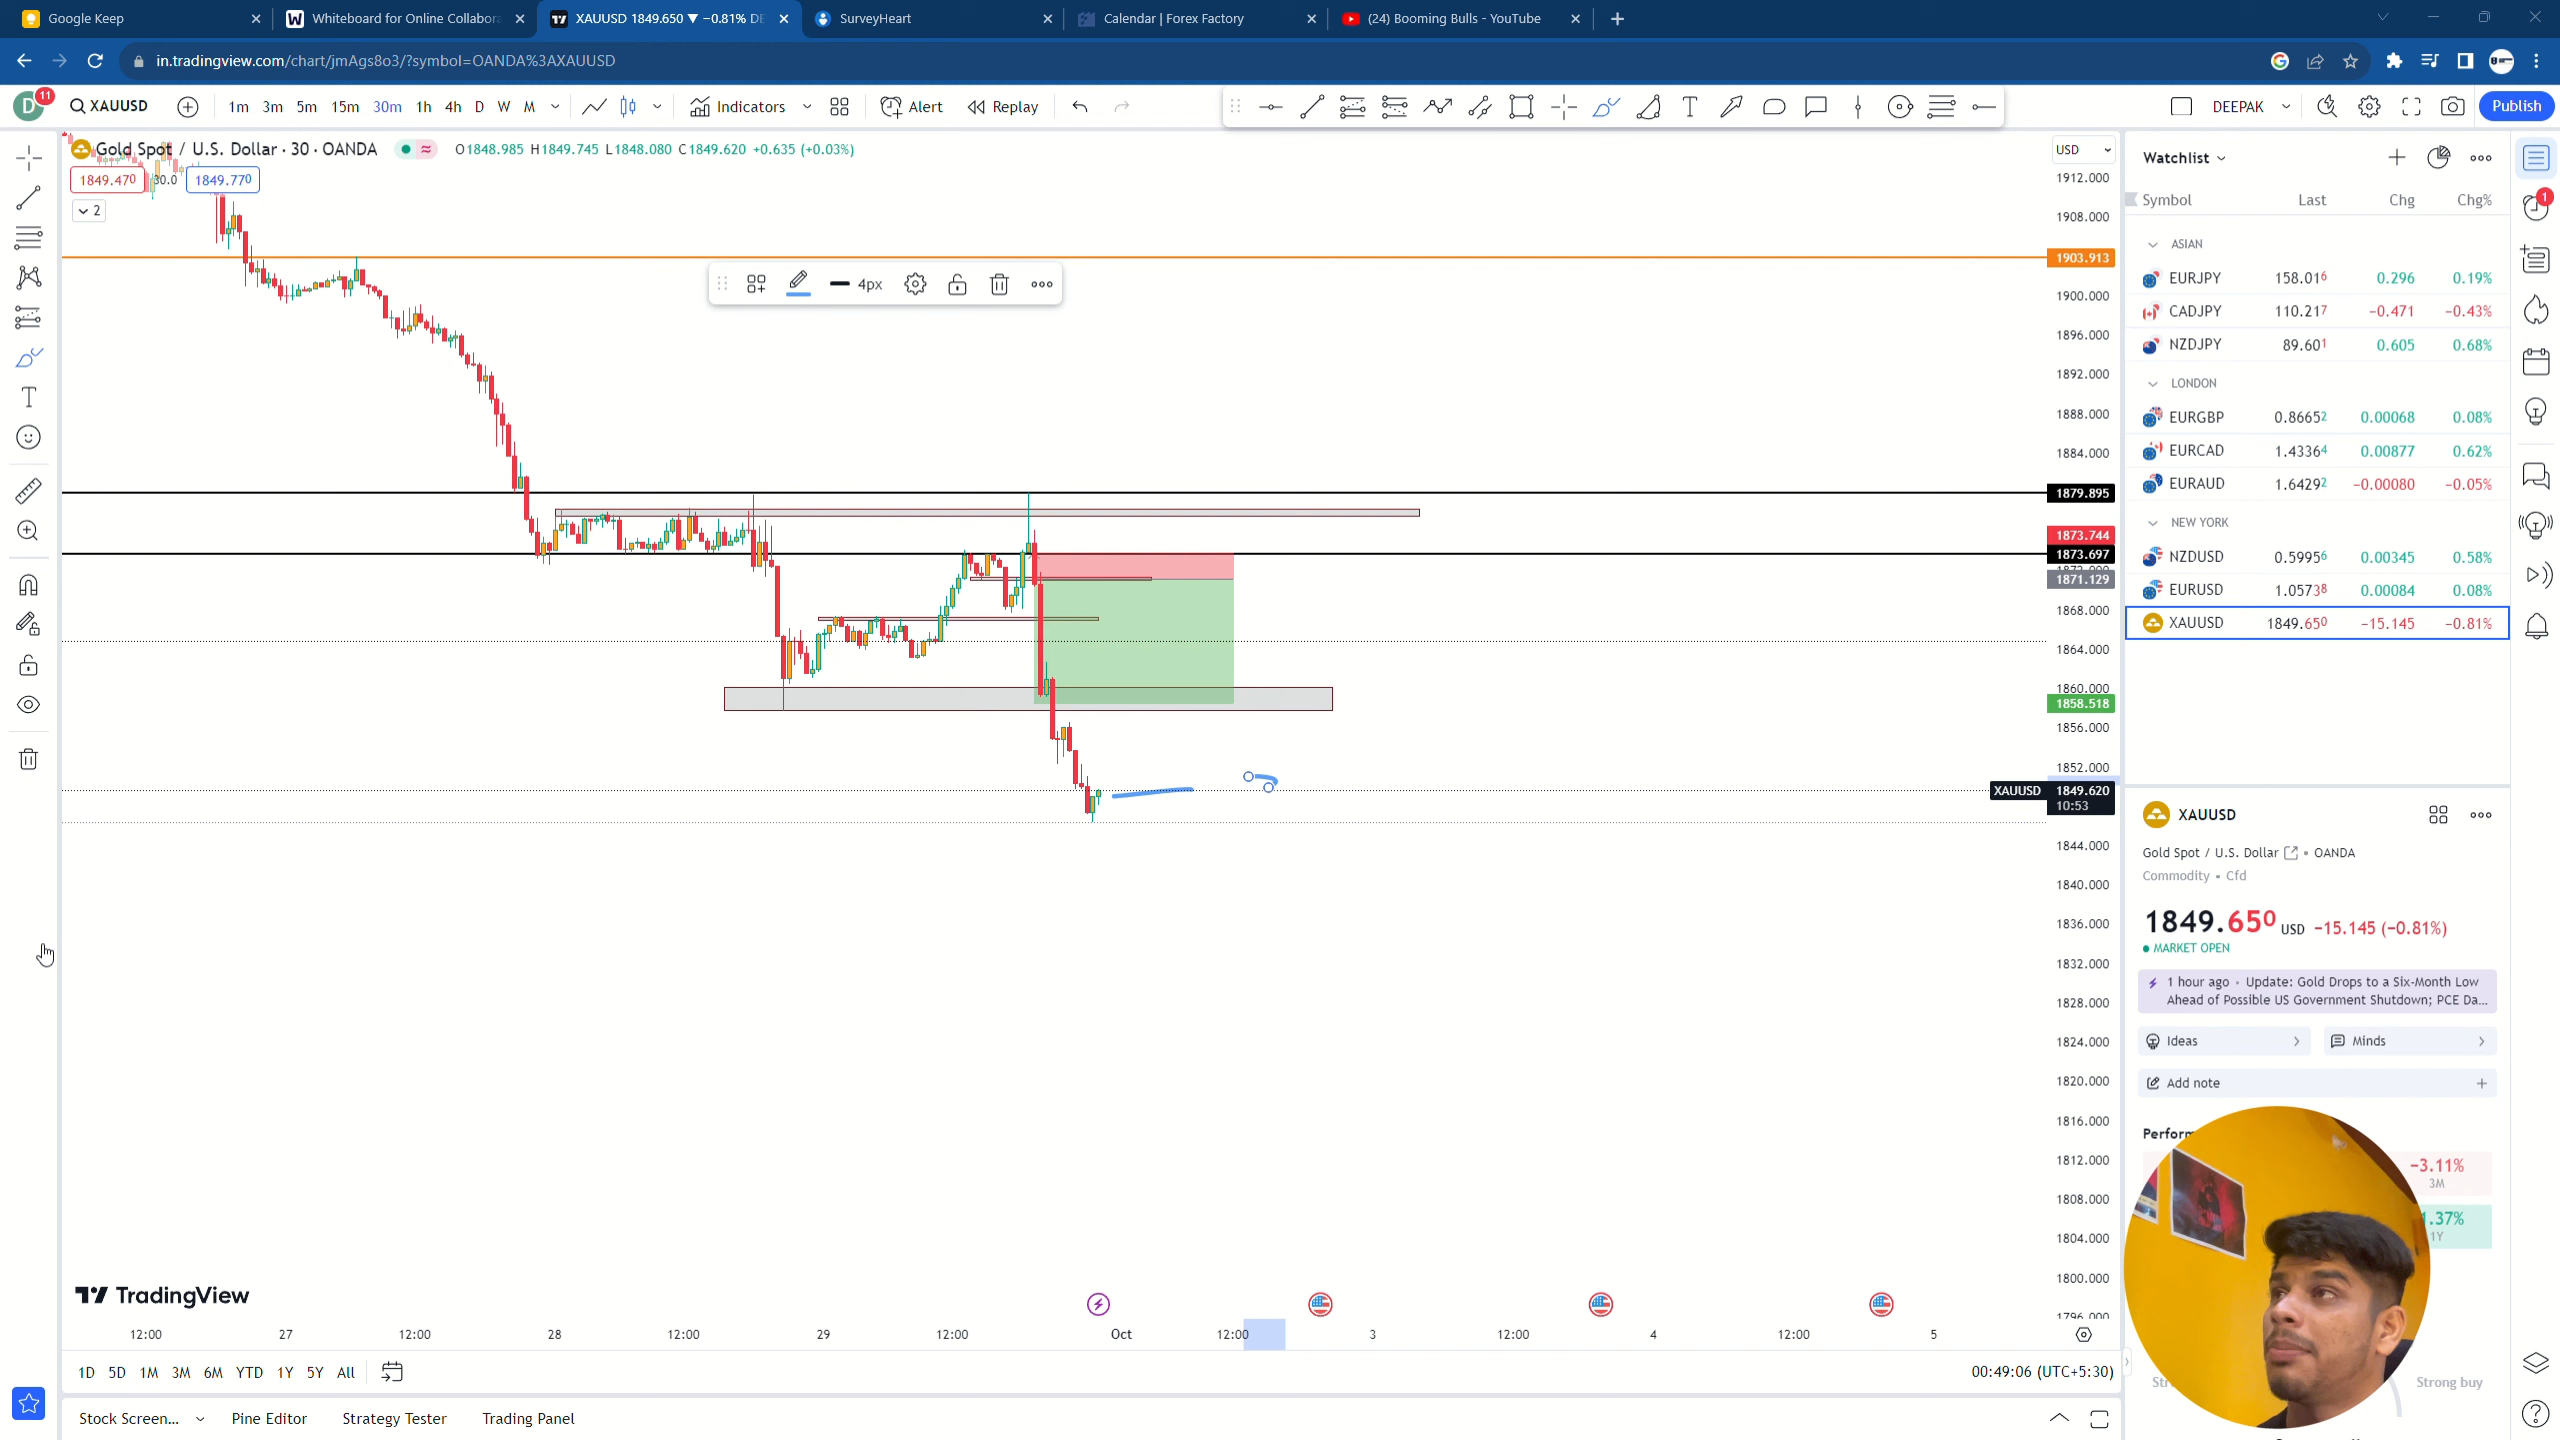 Google Keep
Whiteboard for Online Collabora
XAUUSD 1849.650 ▼ −0.81% DE
SurveyHeart
Calendar | Forex Factory
(24) Booming Bulls - YouTube
in.tradingview.com/chart/jmAgs8o3/?symbol=OANDA%3AXAUUSD
D 11 XAUUSD 1m 3m 5m 15m 30m 1h 4h D W M Indicators Alert Replay T DEEPAK Publish
Gold Spot / U.S. Dollar · 30 · OANDA O1848.985 H1849.745 L1848.080 C1849.620 +0.635 (+0.03%)
1849.470 30.0 1849.770
2
4px
USD
1912.000
1908.000
1903.913
1900.000
1896.000
1892.000
1888.000
1884.000
1879.895
1873.744
1873.697
1871.129
1868.000
1864.000
1860.000
1858.518
1856.000
1852.000
XAUUSD 1849.620
10:53
1844.000
1840.000
1836.000
1832.000
1828.000
1824.000
1820.000
1816.000
1812.000
1808.000
1804.000
1800.000
1796.000
TradingView
12:00 27 12:00 28 12:00 29 12:00 Oct 12:00 3 12:00 4 12:00 5
1D 5D 1M 3M 6M YTD 1Y 5Y All
00:49:06 (UTC+5:30)
Stock Screen... Pine Editor Strategy Tester Trading Panel
Watchlist
Symbol Last Chg Chg%
1
ASIAN
EURJPY 158.016 0.296 0.19%
CADJPY 110.217 −0.471 −0.43%
NZDJPY 89.601 0.605 0.68%
LONDON
EURGBP 0.86652 0.00068 0.08%
EURCAD 1.43364 0.00877 0.62%
EURAUD 1.64292 −0.00080 −0.05%
NEW YORK
NZDUSD 0.59956 0.00345 0.58%
EURUSD 1.05738 0.00084 0.08%
XAUUSD 1849.650 −15.145 −0.81%
XAUUSD
Gold Spot / U.S. Dollar • OANDA
Commodity • Cfd
1849.650 USD −15.145 (−0.81%)
MARKET OPEN
1 hour ago · Update: Gold Drops to a Six-Month Low
Ahead of Possible US Government Shutdown; PCE Da...
Ideas
Minds
Add note
Perform
−3.11%
3M
1.37%
1Y
Strong buy